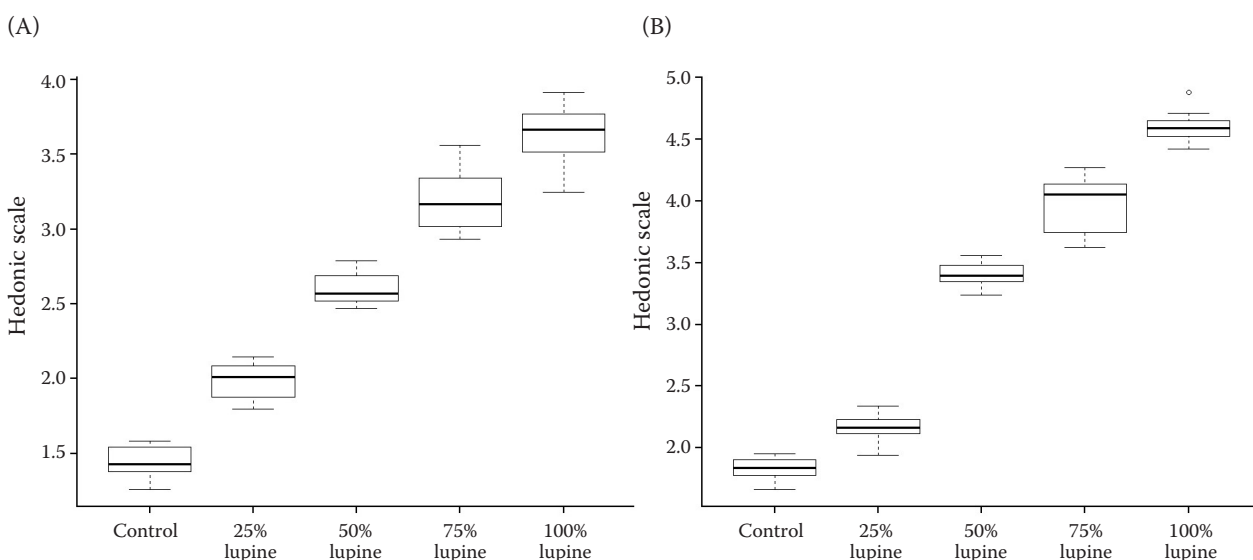 (A)
Hedonic scale
4.0
3.5
3.0
2.5
2.0
1.5
Control
25%
lupine
50%
lupine
75%
lupine
100%
lupine
(B)
Hedonic scale
5.0
4.5
4.0
3.5
3.0
2.5
2.0
Control
25%
lupine
50%
lupine
75%
lupine
100%
lupine